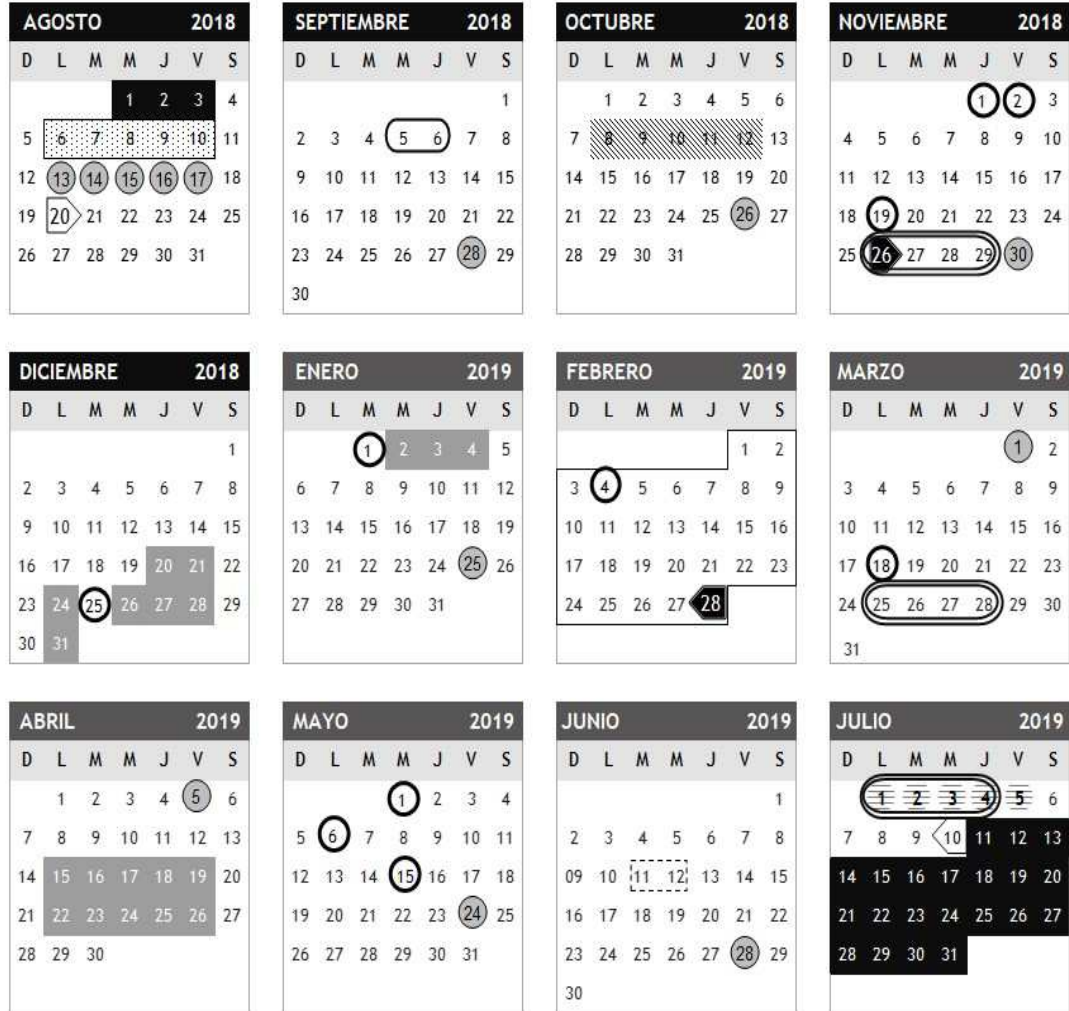 AGOSTO 2018
D L M M J V S
1 2 3 4
5 6 7 8 9 10 11
12 13 14 15 16 17 18
19 20 21 22 23 24 25
26 27 28 29 30 31
SEPTIEMBRE 2018
D L M M J V S
1
2 3 4 5 6 7 8
9 10 11 12 13 14 15
16 17 18 19 20 21 22
23 24 25 26 27 28 29
30
OCTUBRE 2018
D L M M J V S
1 2 3 4 5 6
7 8 9 10 11 12 13
14 15 16 17 18 19 20
21 22 23 24 25 26 27
28 29 30 31
NOVIEMBRE 2018
D L M M J V S
1 2 3
4 5 6 7 8 9 10
11 12 13 14 15 16 17
18 19 20 21 22 23 24
25 26 27 28 29 30
DICIEMBRE 2018
D L M M J V S
1
2 3 4 5 6 7 8
9 10 11 12 13 14 15
16 17 18 19 20 21 22
23 24 25 26 27 28 29
30 31
ENERO 2019
D L M M J V S
1 2 3 4 5
6 7 8 9 10 11 12
13 14 15 16 17 18 19
20 21 22 23 24 25 26
27 28 29 30 31
FEBRERO 2019
D L M M J V S
1 2
3 4 5 6 7 8 9
10 11 12 13 14 15 16
17 18 19 20 21 22 23
24 25 26 27 28
MARZO 2019
D L M M J V S
1 2
3 4 5 6 7 8 9
10 11 12 13 14 15 16
17 18 19 20 21 22 23
24 25 26 27 28 29 30
31
ABRIL 2019
D L M M J V S
1 2 3 4 5 6
7 8 9 10 11 12 13
14 15 16 17 18 19 20
21 22 23 24 25 26 27
28 29 30
MAYO 2019
D L M M J V S
1 2 3 4
5 6 7 8 9 10 11
12 13 14 15 16 17 18
19 20 21 22 23 24 25
26 27 28 29 30 31
JUNIO 2019
D L M M J V S
1
2 3 4 5 6 7 8
09 10 11 12 13 14 15
16 17 18 19 20 21 22
23 24 25 26 27 28 29
30
JULIO 2019
D L M M J V S
1 2 3 4 5 6
7 8 9 10 11 12 13
14 15 16 17 18 19 20
21 22 23 24 25 26 27
28 29 30 31